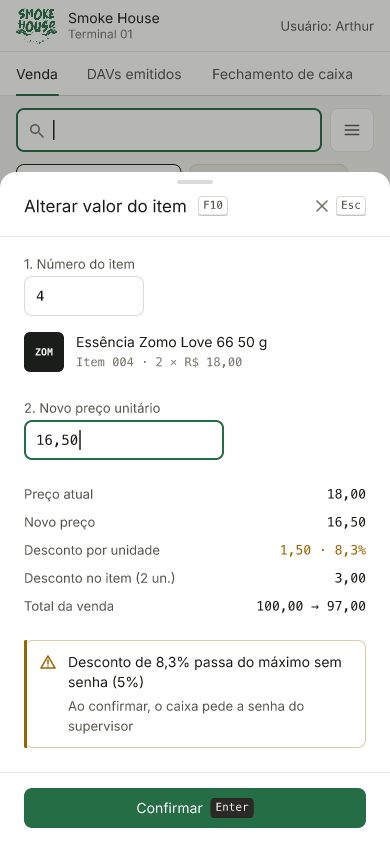 SMOKE
HOUSE
Smoke House
Terminal 01
Usuário: Arthur
Venda
DAVs emitidos
Fechamento de caixa
Alterar valor do item F10
Esc
1. Número do item
4
ZOM
Essência Zomo Love 66 50 g
Item 004 · 2 × R$ 18,00
2. Novo preço unitário
16,50
Preço atual 18,00
Novo preço 16,50
Desconto por unidade 1,50 · 8,3%
Desconto no item (2 un.) 3,00
Total da venda 100,00 → 97,00
Desconto de 8,3% passa do máximo sem
senha (5%)
Ao confirmar, o caixa pede a senha do
supervisor
Confirmar Enter